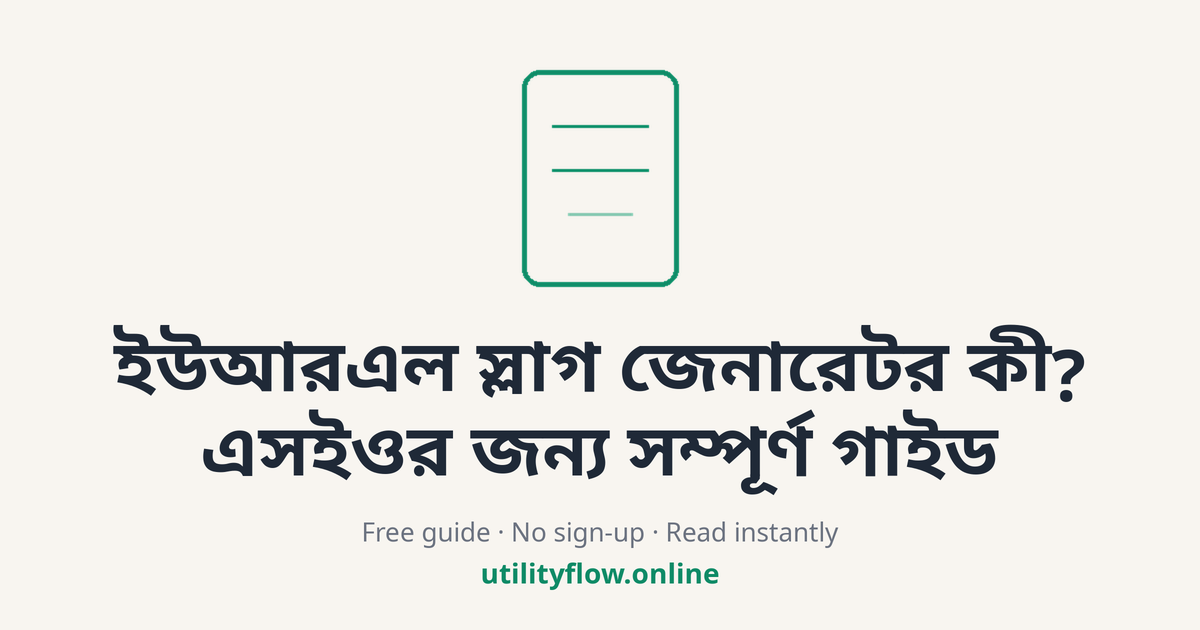 ইউআরএল স্লাগ জেনারেটর কী?
এসইওর জন্য সম্পূর্ণ গাইড
Free guide · No sign-up · Read instantly
utilityflow.online